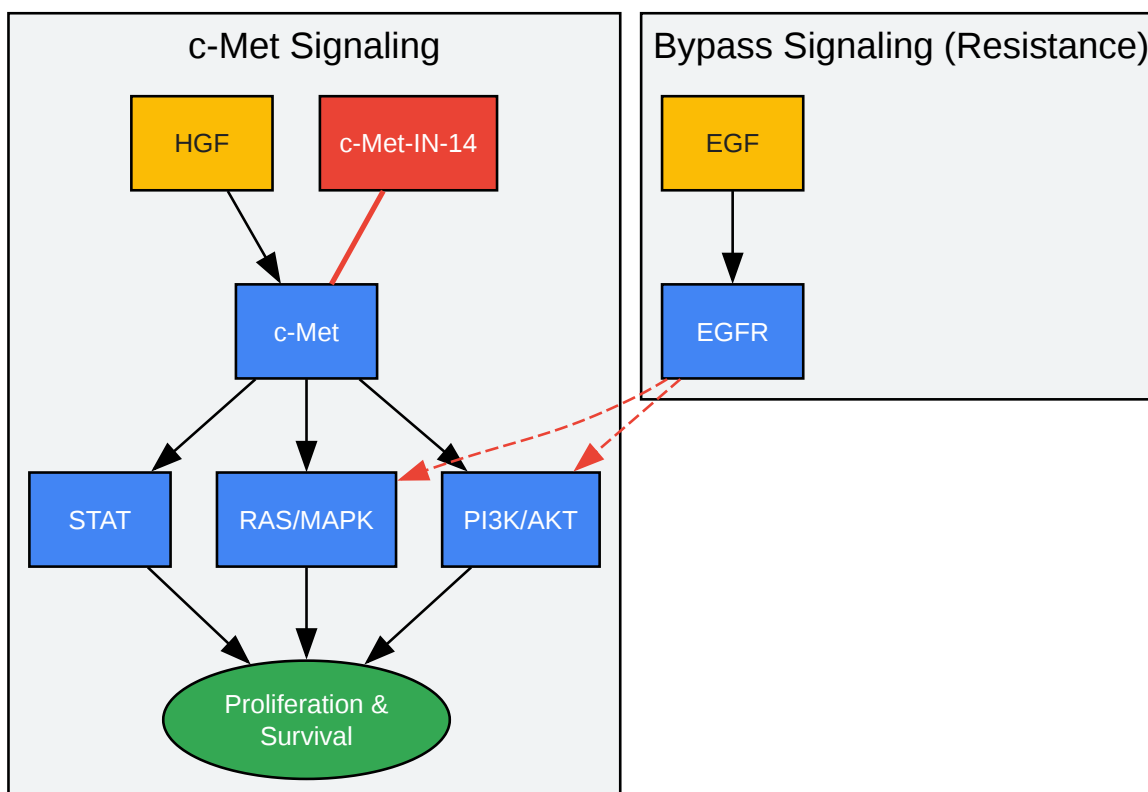 c-Met Signaling
Bypass Signaling (Resistance)
HGF
c-Met-IN-14
EGF
c-Met
EGFR
STAT
RAS/MAPK
PI3K/AKT
Proliferation &
Survival